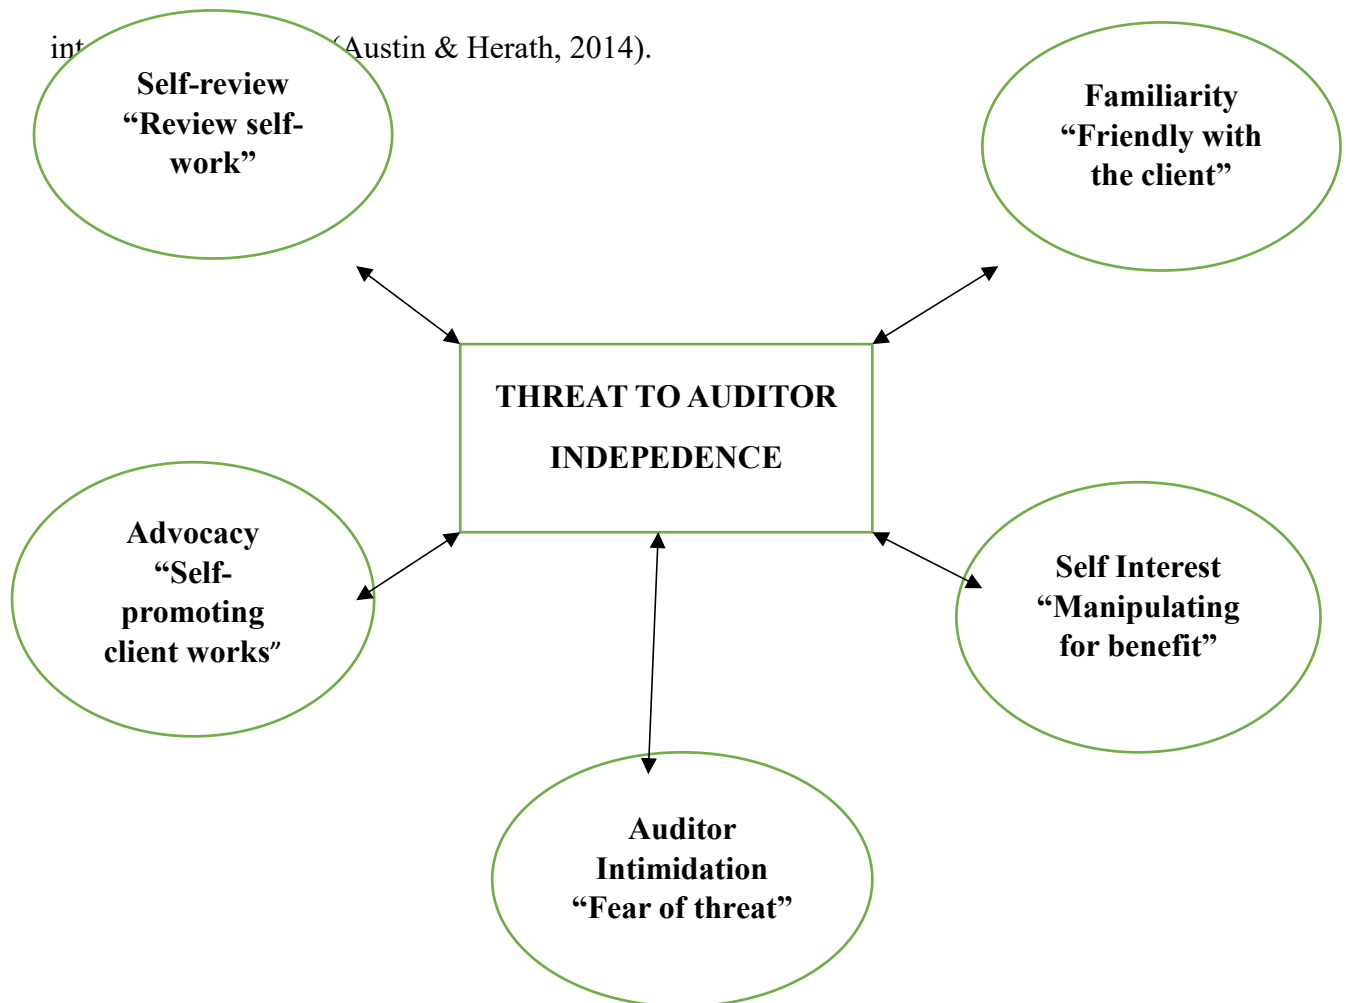 int (Austin & Herath, 2014).
Self-review
“Review self-
work”
Familiarity
“Friendly with
the client”
THREAT TO AUDITOR
INDEPEDENCE
Advocacy
“Self-
promoting
client works”
Self Interest
“Manipulating
for benefit”
Auditor
Intimidation
“Fear of threat”